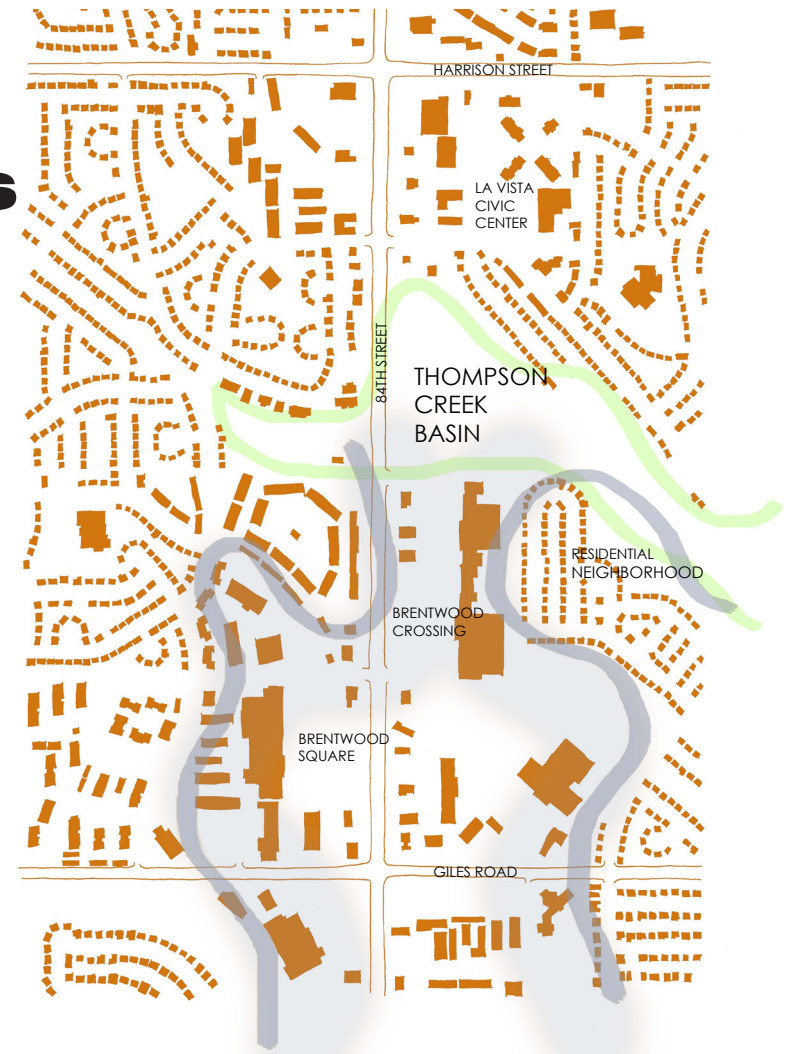 HARRISON STREET
s
LA VISTA
CIVIC
CENTER
84TH STREET
THOMPSON
CREEK
BASIN
RESIDENTIAL
NEIGHBORHOOD
BRENTWOOD
CROSSING
BRENTWOOD
SQUARE
GILES ROAD